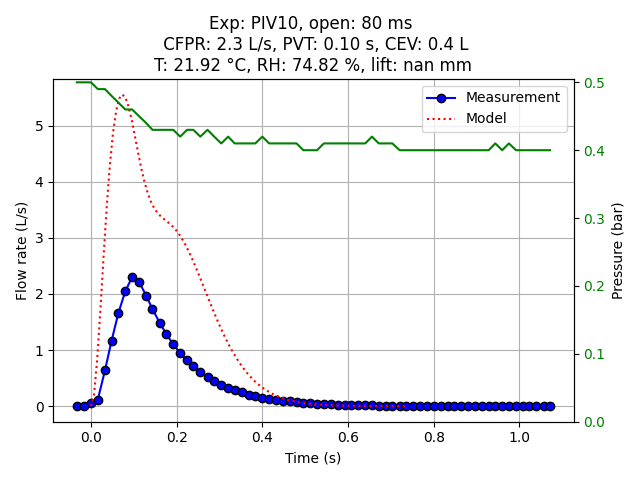 Exp: PIV10, open: 80 ms
CFPR: 2.3 L/s, PVT: 0.10 s, CEV: 0.4 L
T: 21.92 °C, RH: 74.82 %, lift: nan mm
Measurement
Model
Flow rate (L/s)
5
4
3
2
1
0
0.5
0.4
0.3
0.2
0.1
0.0
Pressure (bar)
0.0 0.2 0.4 0.6 0.8 1.0
Time (s)